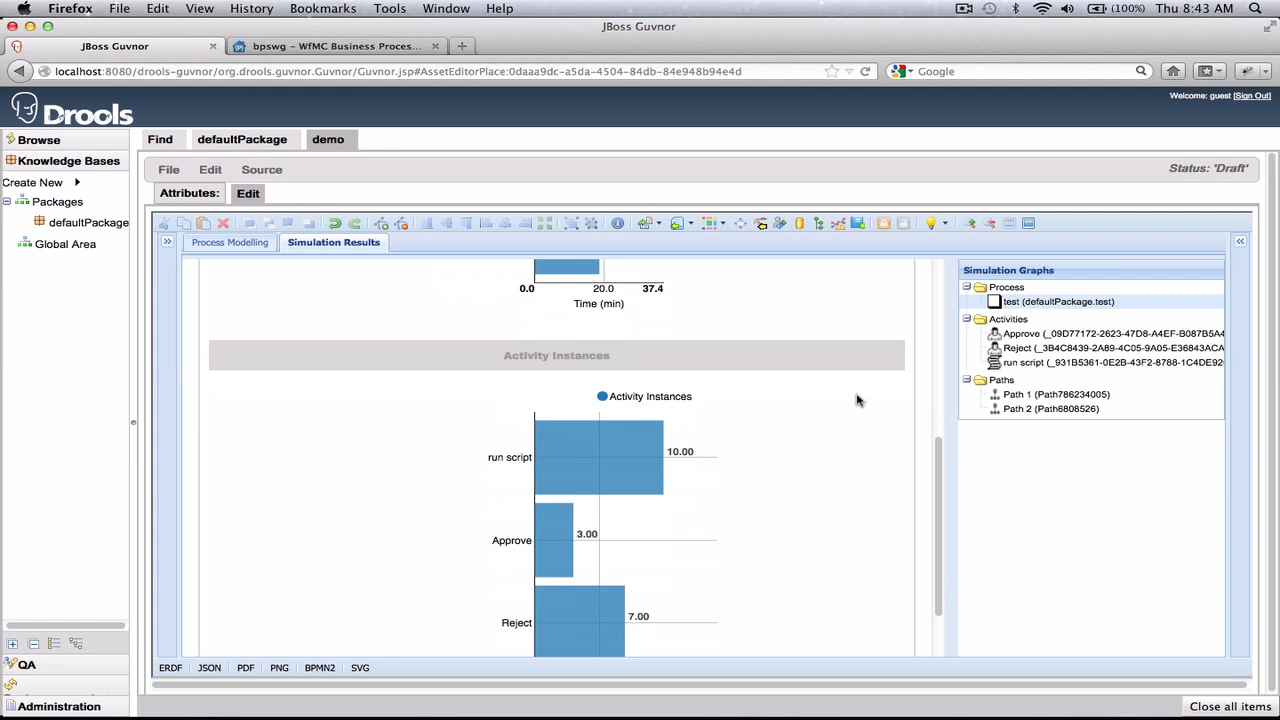 Firefox File Edit View History Bookmarks Tools Window Help (100%) Thu 8:43 AM
JBoss Guvnor
JBoss Guvnor bpswg – WfMC Business Proces...
localhost:8080/drools-guvnor/org.drools.guvnor.Guvnor/Guvnor.jsp#AssetEditorPlace:0daaa9dc-a5da-4504-84db-84e948b94e4d Google
Drools
Welcome: guest [Sign Out]
Browse
Knowledge Bases
Create New
Packages
defaultPackage
Global Area
QA
Administration
Find defaultPackage demo
File Edit Source Status: 'Draft'
Attributes: Edit
Process Modelling Simulation Results
0.0 20.0 37.4
Time (min)
Activity Instances
Activity Instances
run script 10.00
Approve 3.00
Reject 7.00
Simulation Graphs
Process
test (defaultPackage.test)
Activities
Approve (_09D77172-2623-47D8-A4EF-B087B5A4
Reject (_3B4C8439-2A89-4C05-9A05-E36843ACA
run script (_931B5361-0E2B-43F2-8788-1C4DE92
Paths
Path 1 (Path786234005)
Path 2 (Path6808526)
ERDF JSON PDF PNG BPMN2 SVG
Close all items